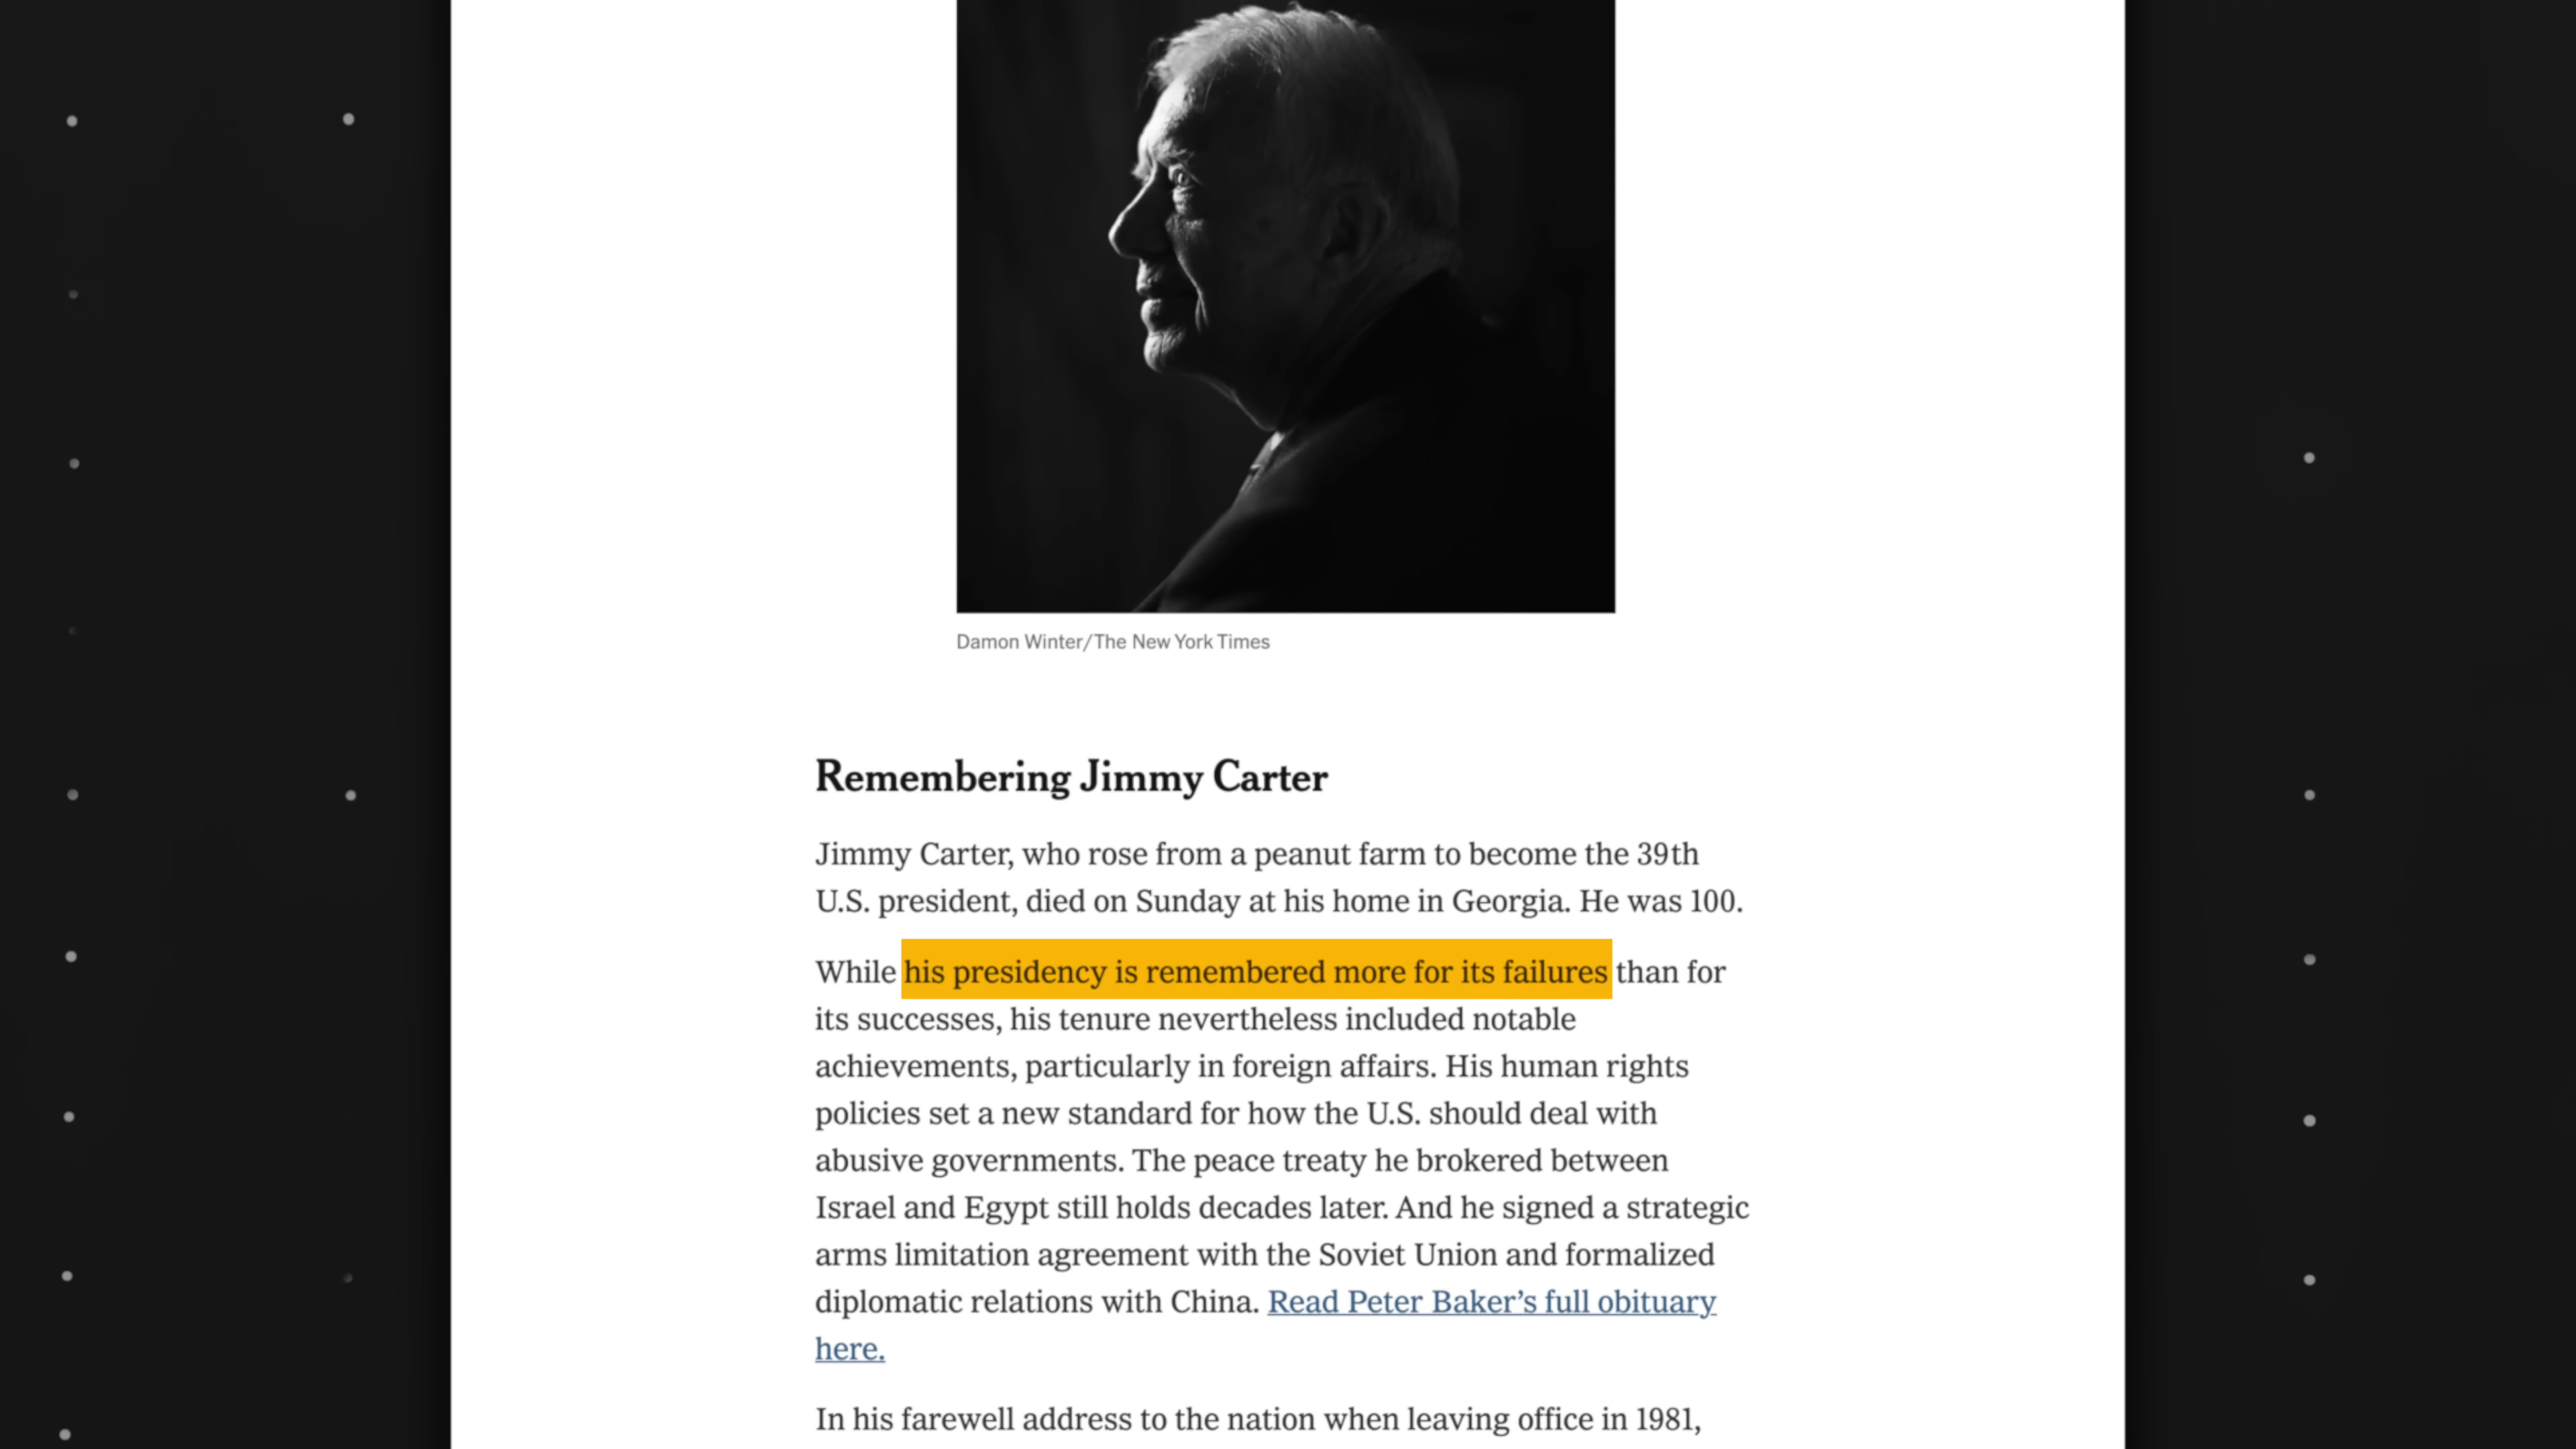 Damon Winter/The New York Times
Remembering Jimmy Carter
Jimmy Carter, who rose from a peanut farm to become the 39th
U.S. president, died on Sunday at his home in Georgia. He was 100.
While his presidency is remembered more for its failures than for
its successes, his tenure nevertheless included notable
achievements, particularly in foreign affairs. His human rights
policies set a new standard for how the U.S. should deal with
abusive governments. The peace treaty he brokered between
Israel and Egypt still holds decades later. And he signed a strategic
arms limitation agreement with the Soviet Union and formalized
diplomatic relations with China. Read Peter Baker’s full obituary
here.
In his farewell address to the nation when leaving office in 1981,